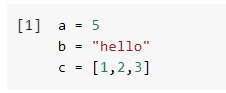 [1] a = 5
b = "hello"
c = [1,2,3]